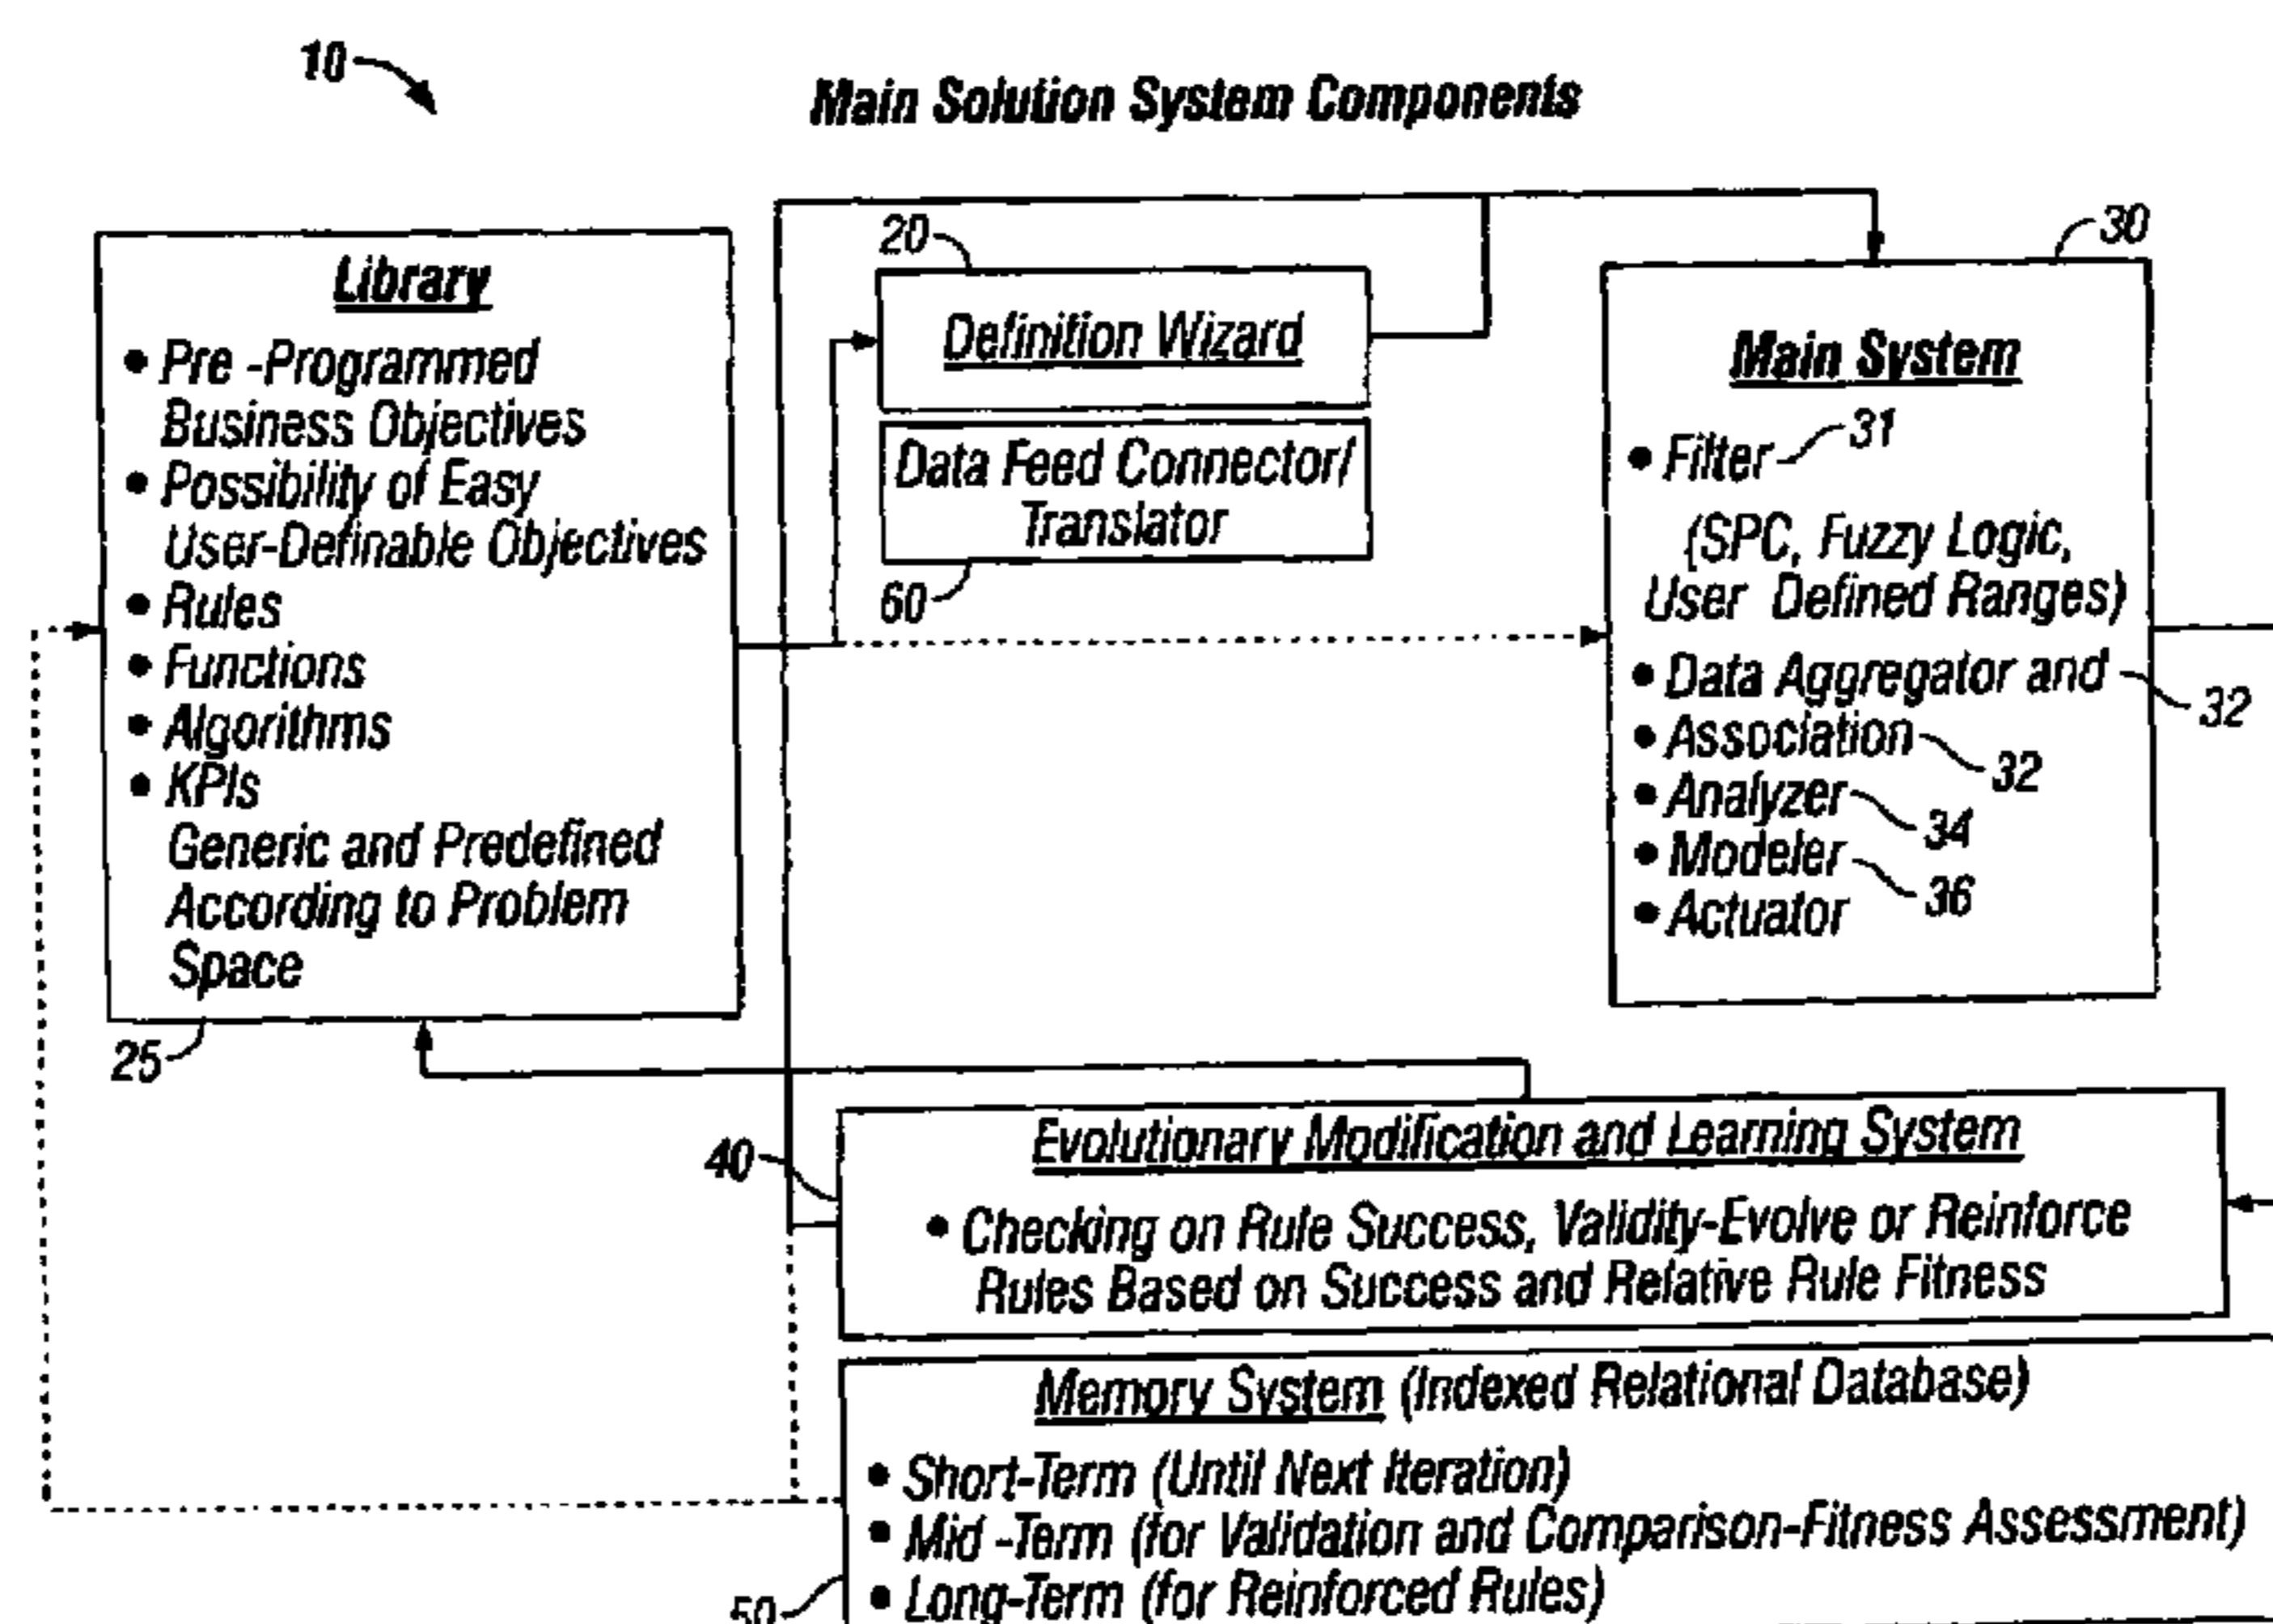 10
Main Solution System Components
Library
• Pre -Programmed
Business Objectives
• Possibility of Easy
User-Definable Objectives
• Rules
• Functions
• Algorithms
• KPIs
Generic and Predefined
According to Problem
Space
25
20
Definition Wizard
Data Feed Connector/
Translator
60
30
Main System
• Filter 31
(SPC, Fuzzy Logic,
User Defined Ranges)
• Data Aggregator and 32
• Association 32
• Analyzer 34
• Modeler 36
• Actuator
40
Evolutionary Modification and Learning System
• Checking on Rule Success, Validity-Evolve or Reinforce
Rules Based on Success and Relative Rule Fitness
Memory System (Indexed Relational Database)
• Short-Term (Until Next Iteration)
• Mid -Term (for Validation and Comparison-Fitness Assessment)
• Long-Term (for Reinforced Rules)
50